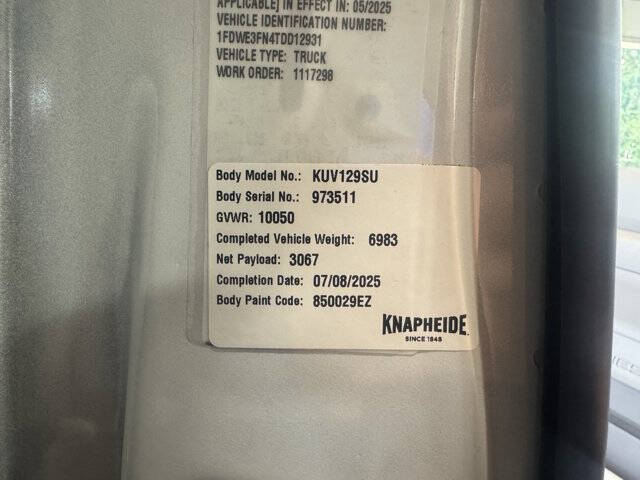 APPLICABLE] IN EFFECT IN: 05/2025
VEHICLE IDENTIFICATION NUMBER:
1FDWE3FN4TDD12931
VEHICLE TYPE: TRUCK
WORK ORDER: 1117298
Body Model No.: KUV129SU
Body Serial No.: 973511
GVWR: 10050
Completed Vehicle Weight: 6983
Net Payload: 3067
Completion Date: 07/08/2025
Body Paint Code: 850029EZ
KNAPHEIDE
SINCE 1848